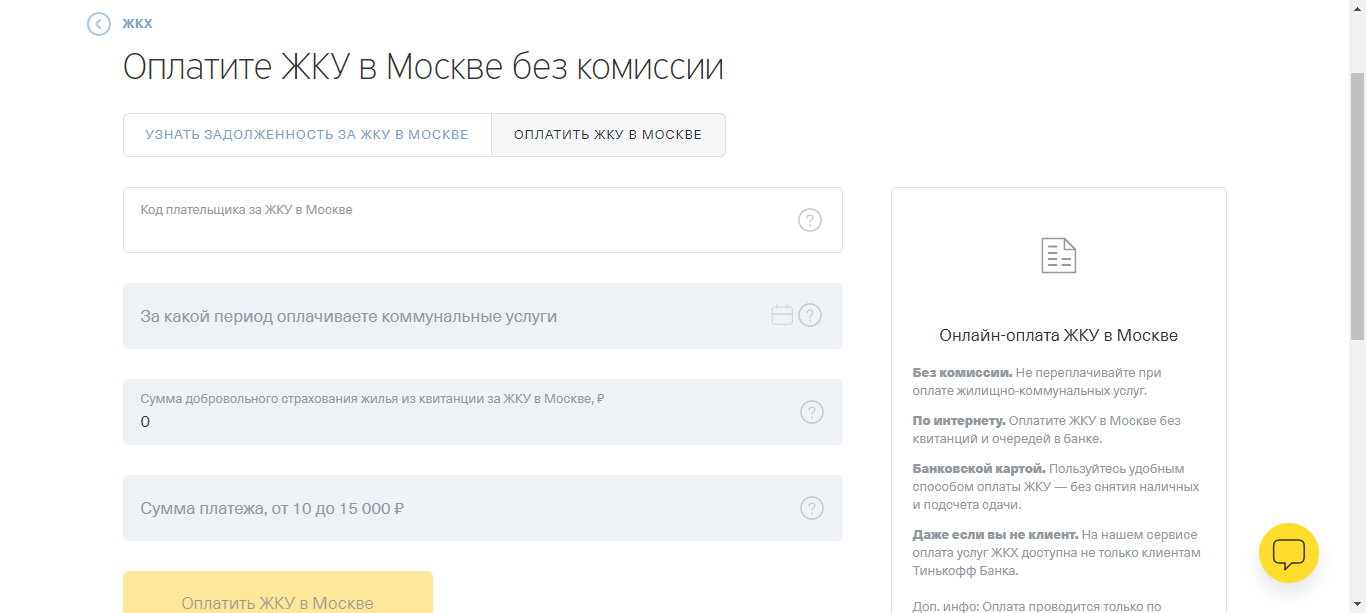 ЖКХ
Оплатите ЖКУ в Москве без комиссии
УЗНАТЬ ЗАДОЛЖЕННОСТЬ ЗА ЖКУ В МОСКВЕ
ОПЛАТИТЬ ЖКУ В МОСКВЕ
Код плательщика за ЖКУ в Москве
?
За какой период оплачиваете коммунальные услуги
?
Сумма добровольного страхования жилья из квитанции за ЖКУ в Москве, ₽
0
?
Сумма платежа, от 10 до 15 000 ₽
?
Оплатить ЖКУ в Москве
Онлайн-оплата ЖКУ в Москве
Без комиссии. Не переплачивайте при
оплате жилищно-коммунальных услуг.
По интернету. Оплатите ЖКУ в Москве без
квитанций и очередей в банке.
Банковской картой. Пользуйтесь удобным
способом оплаты ЖКУ — без снятия наличных
и подсчета сдачи.
Даже если вы не клиент. На нашем сервисе
оплата услуг ЖКХ доступна не только клиентам
Тинькофф Банка.
Доп. инфо: Оплата проводится только по